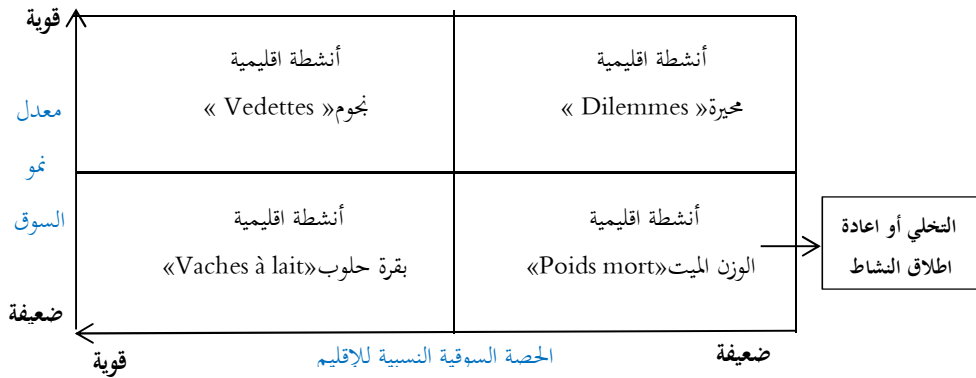 قوية
أنشطة اقليمية
نجوم« Vedettes »
أنشطة اقليمية
محيرة« Dilemmes »
معدل
نمو
السوق
أنشطة اقليمية
بقرة حلوب«Vaches à lait»
أنشطة اقليمية
الوزن الميت«Poids mort»
التخلي أو اعادة
اطلاق النشاط
ضعيفة
قوية
الحصة السوقية النسبية للإقليم
ضعيفة